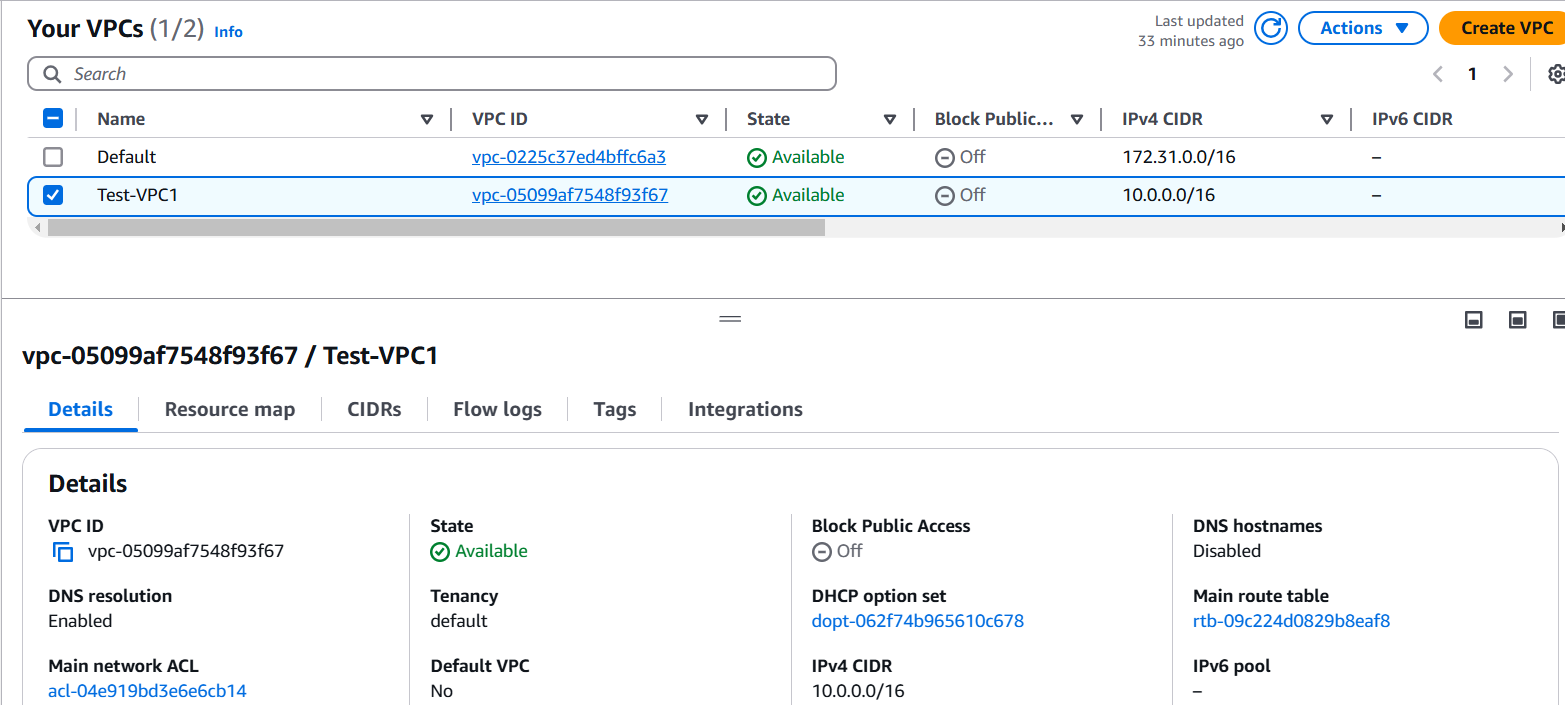 Your VPCs (1/2) Info
Last updated
33 minutes ago
Actions
Create VPC
Search
1
Name VPC ID State Block Public... IPv4 CIDR IPv6 CIDR
Default vpc-0225c37ed4bffc6a3 Available Off 172.31.0.0/16 –
Test-VPC1 vpc-05099af7548f93f67 Available Off 10.0.0.0/16 –
vpc-05099af7548f93f67 / Test-VPC1
Details Resource map CIDRs Flow logs Tags Integrations
Details
VPC ID State Block Public Access DNS hostnames
vpc-05099af7548f93f67 Available Off Disabled
DNS resolution Tenancy DHCP option set Main route table
Enabled default dopt-062f74b965610c678 rtb-09c224d0829b8eaf8
Main network ACL Default VPC IPv4 CIDR IPv6 pool
acl-04e919bd3e6e6cb14 No 10.0.0.0/16 –